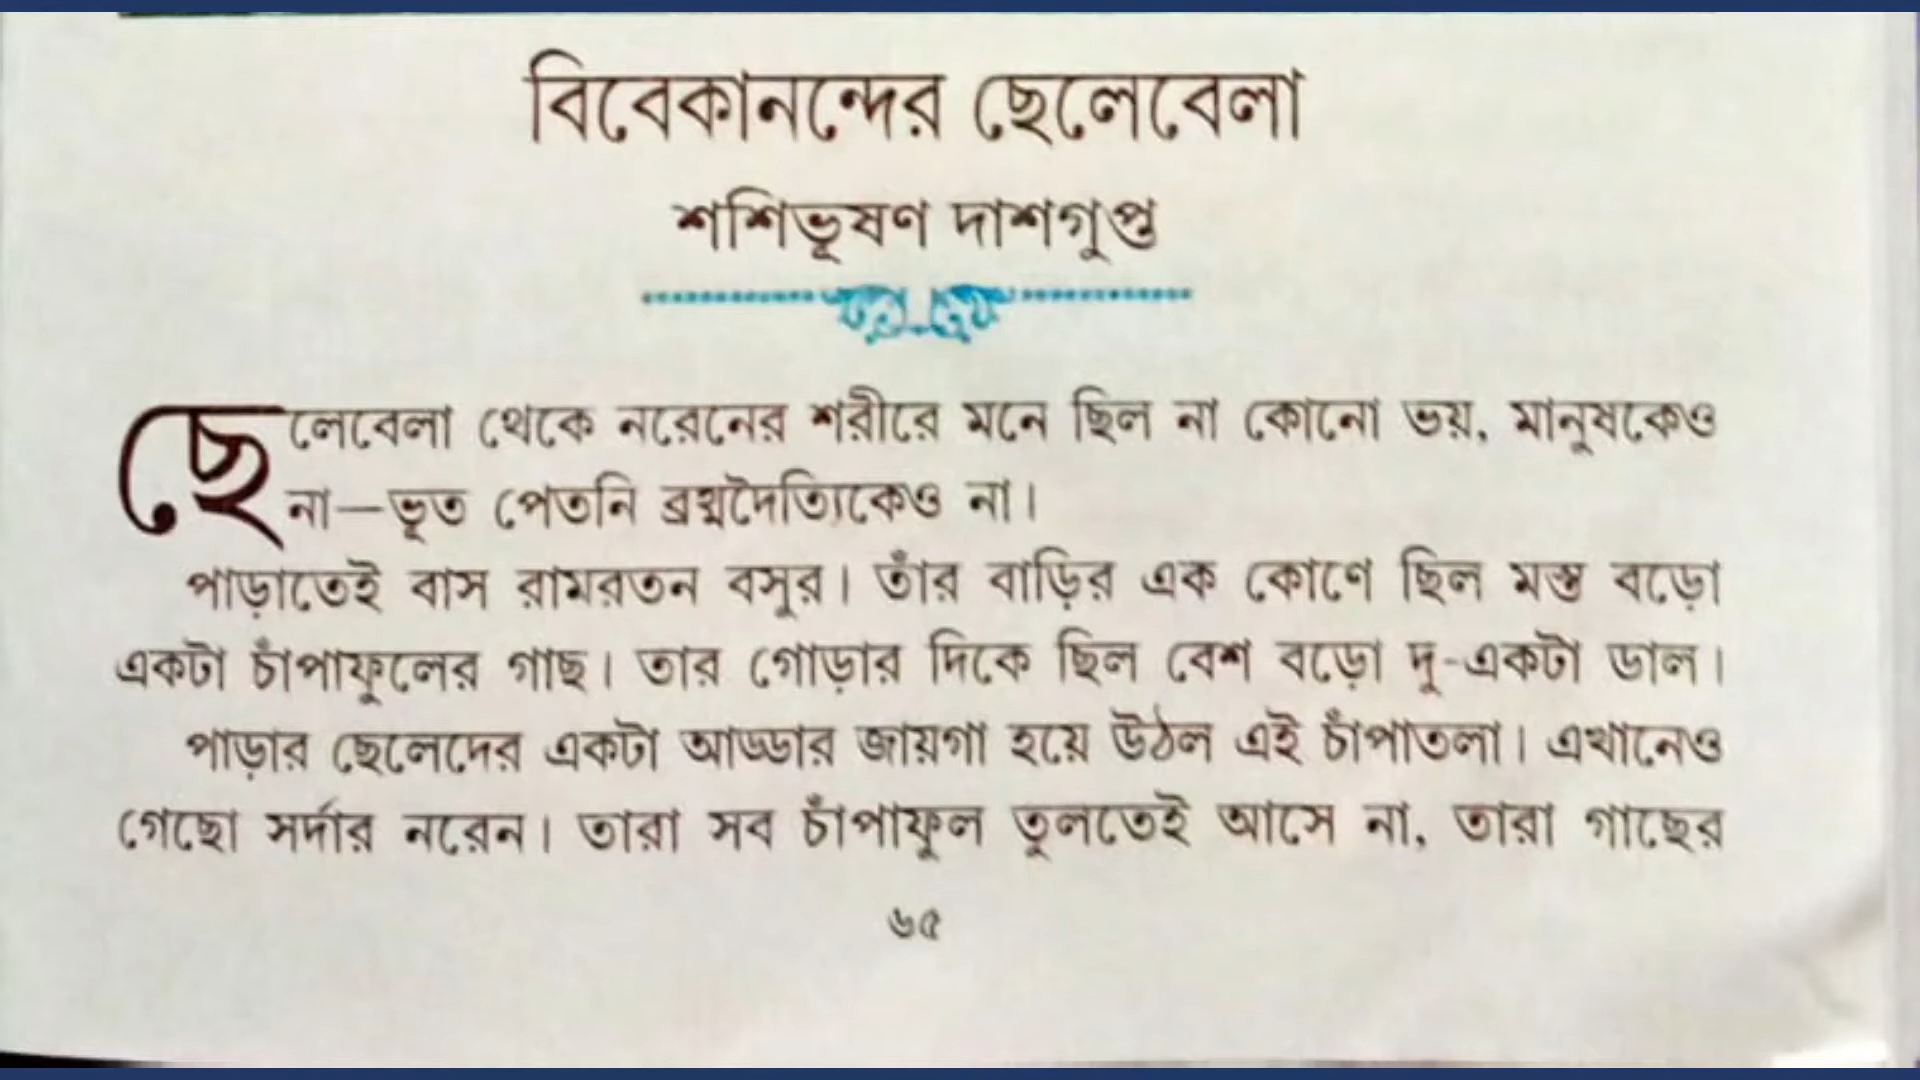 বিবেকানন্দের ছেলেবেলা
শশিভূষণ দাশগুপ্ত
ছেলেবেলা থেকে নরেনের শরীরে মনে ছিল না কোনো ভয়, মানুষকেও
না—ভূত পেতনি ব্রহ্মদৈত্যিকেও না।
পাড়াতেই বাস রামরতন বসুর। তাঁর বাড়ির এক কোণে ছিল মস্ত বড়ো
একটা চাঁপাফুলের গাছ। তার গোড়ার দিকে ছিল বেশ বড়ো দু-একটা ডাল।
পাড়ার ছেলেদের একটা আড্ডার জায়গা হয়ে উঠল এই চাঁপাতলা। এখানেও
গেছো সর্দার নরেন। তারা সব চাঁপাফুল তুলতেই আসে না, তারা গাছের
৬৫